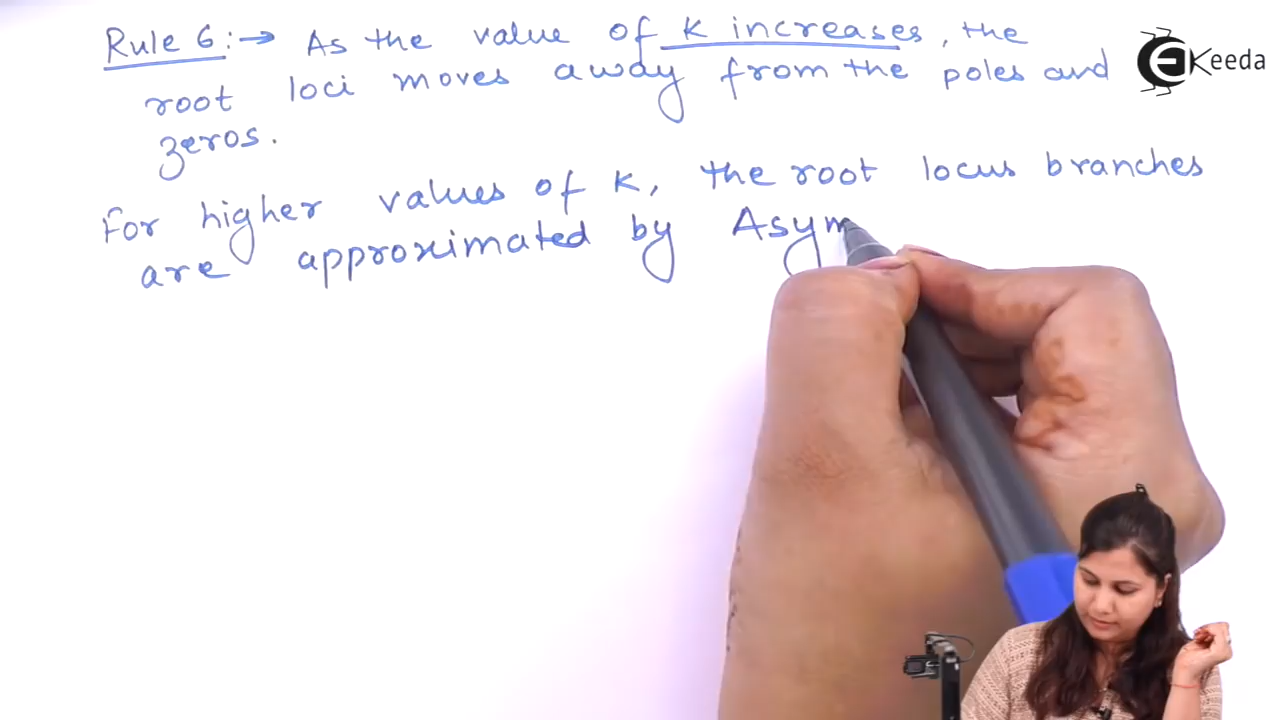 Rule 6:→ As the value of K increases, the
root loci moves away from the poles and
zeros.
For higher values of K, the root locus branches
are approximated by Asym
EKeeda